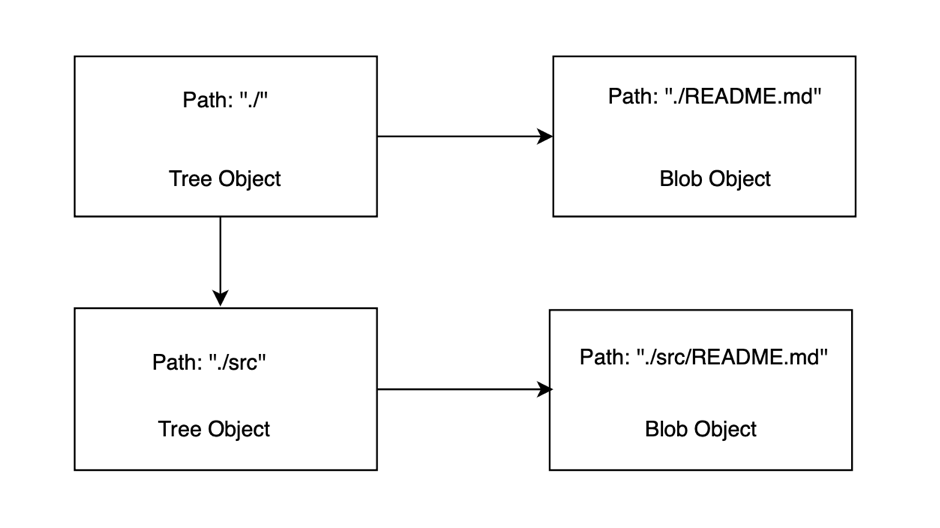 Path: "./"
Tree Object
Path: "./README.md"
Blob Object
Path: "./src"
Tree Object
Path: "./src/README.md"
Blob Object